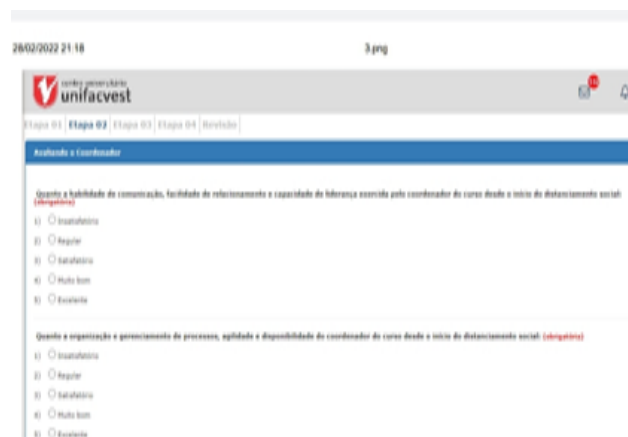 28/02/2022 21:18 3.png
centro universitário
unifacvest
Etapa 01 Etapa 02 Etapa 03 Etapa 04 Revisão
Avaliando o Coordenador
Quanto a habilidade de comunicação, facilidade de relacionamento e capacidade de liderança exercida pelo coordenador do curso desde o início do distanciamento social:
(obrigatória)
1) Insatisfatório
2) Regular
3) Satisfatório
4) Muito bom
5) Excelente
Quanto a organização e gerenciamento de processos, agilidade e disponibilidade do coordenador do curso desde o início do distanciamento social: (obrigatória)
1) Insatisfatório
2) Regular
3) Satisfatório
4) Muito bom
5) Excelente